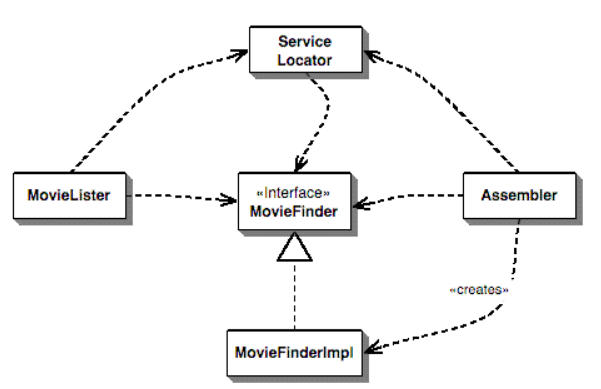 Service
Locator
MovieLister
«Interface»
MovieFinder
Assembler
«creates»
MovieFinderImpl